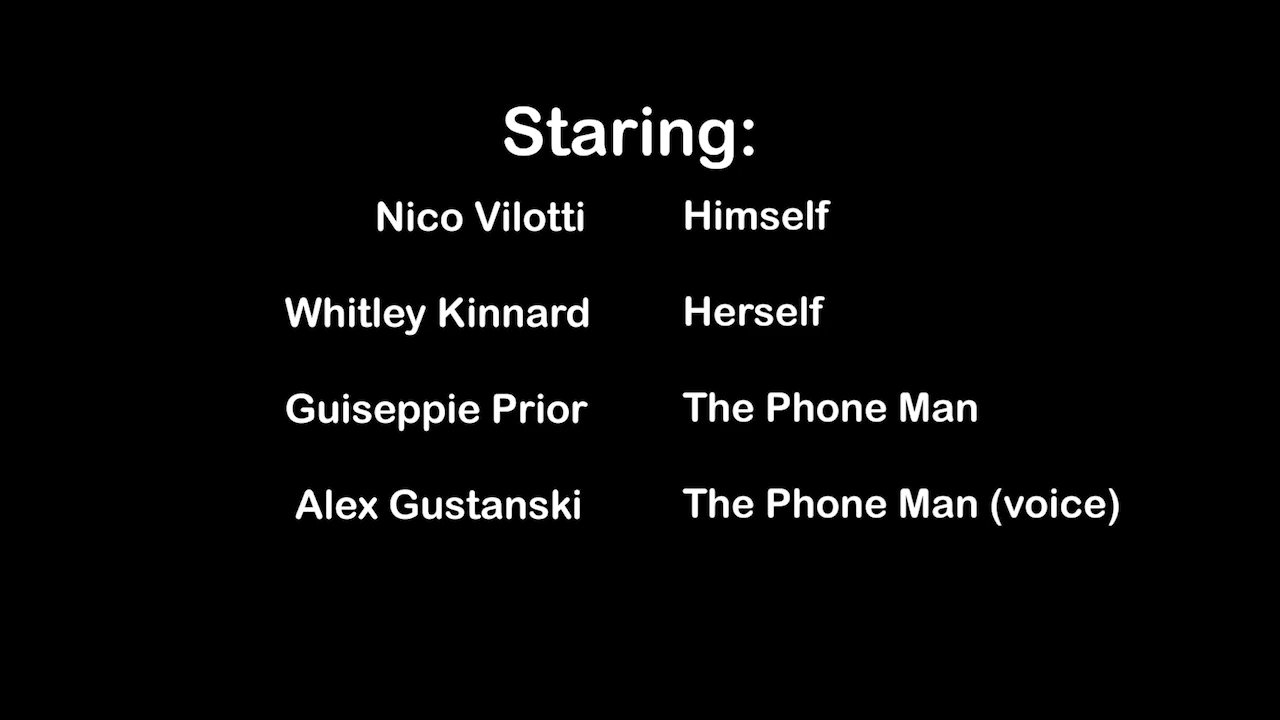 Staring:
Nico Vilotti Himself
Whitley Kinnard Herself
Guiseppie Prior The Phone Man
Alex Gustanski The Phone Man (voice)